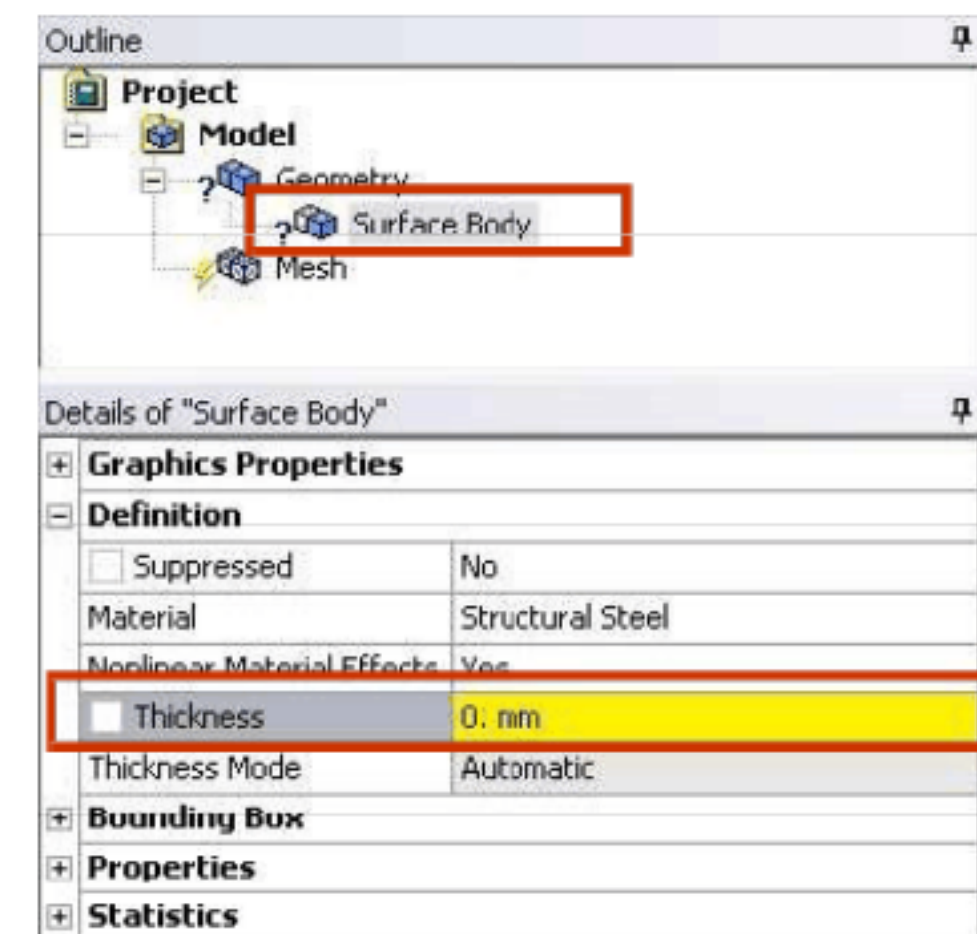 Outline
Project
Model
Geometry
Surface Body
Mesh
Details of "Surface Body"
Graphics Properties
Definition
Suppressed No
Material Structural Steel
Nonlinear Material Effects Yes
Thickness 0. mm
Thickness Mode Automatic
Bounding Box
Properties
Statistics